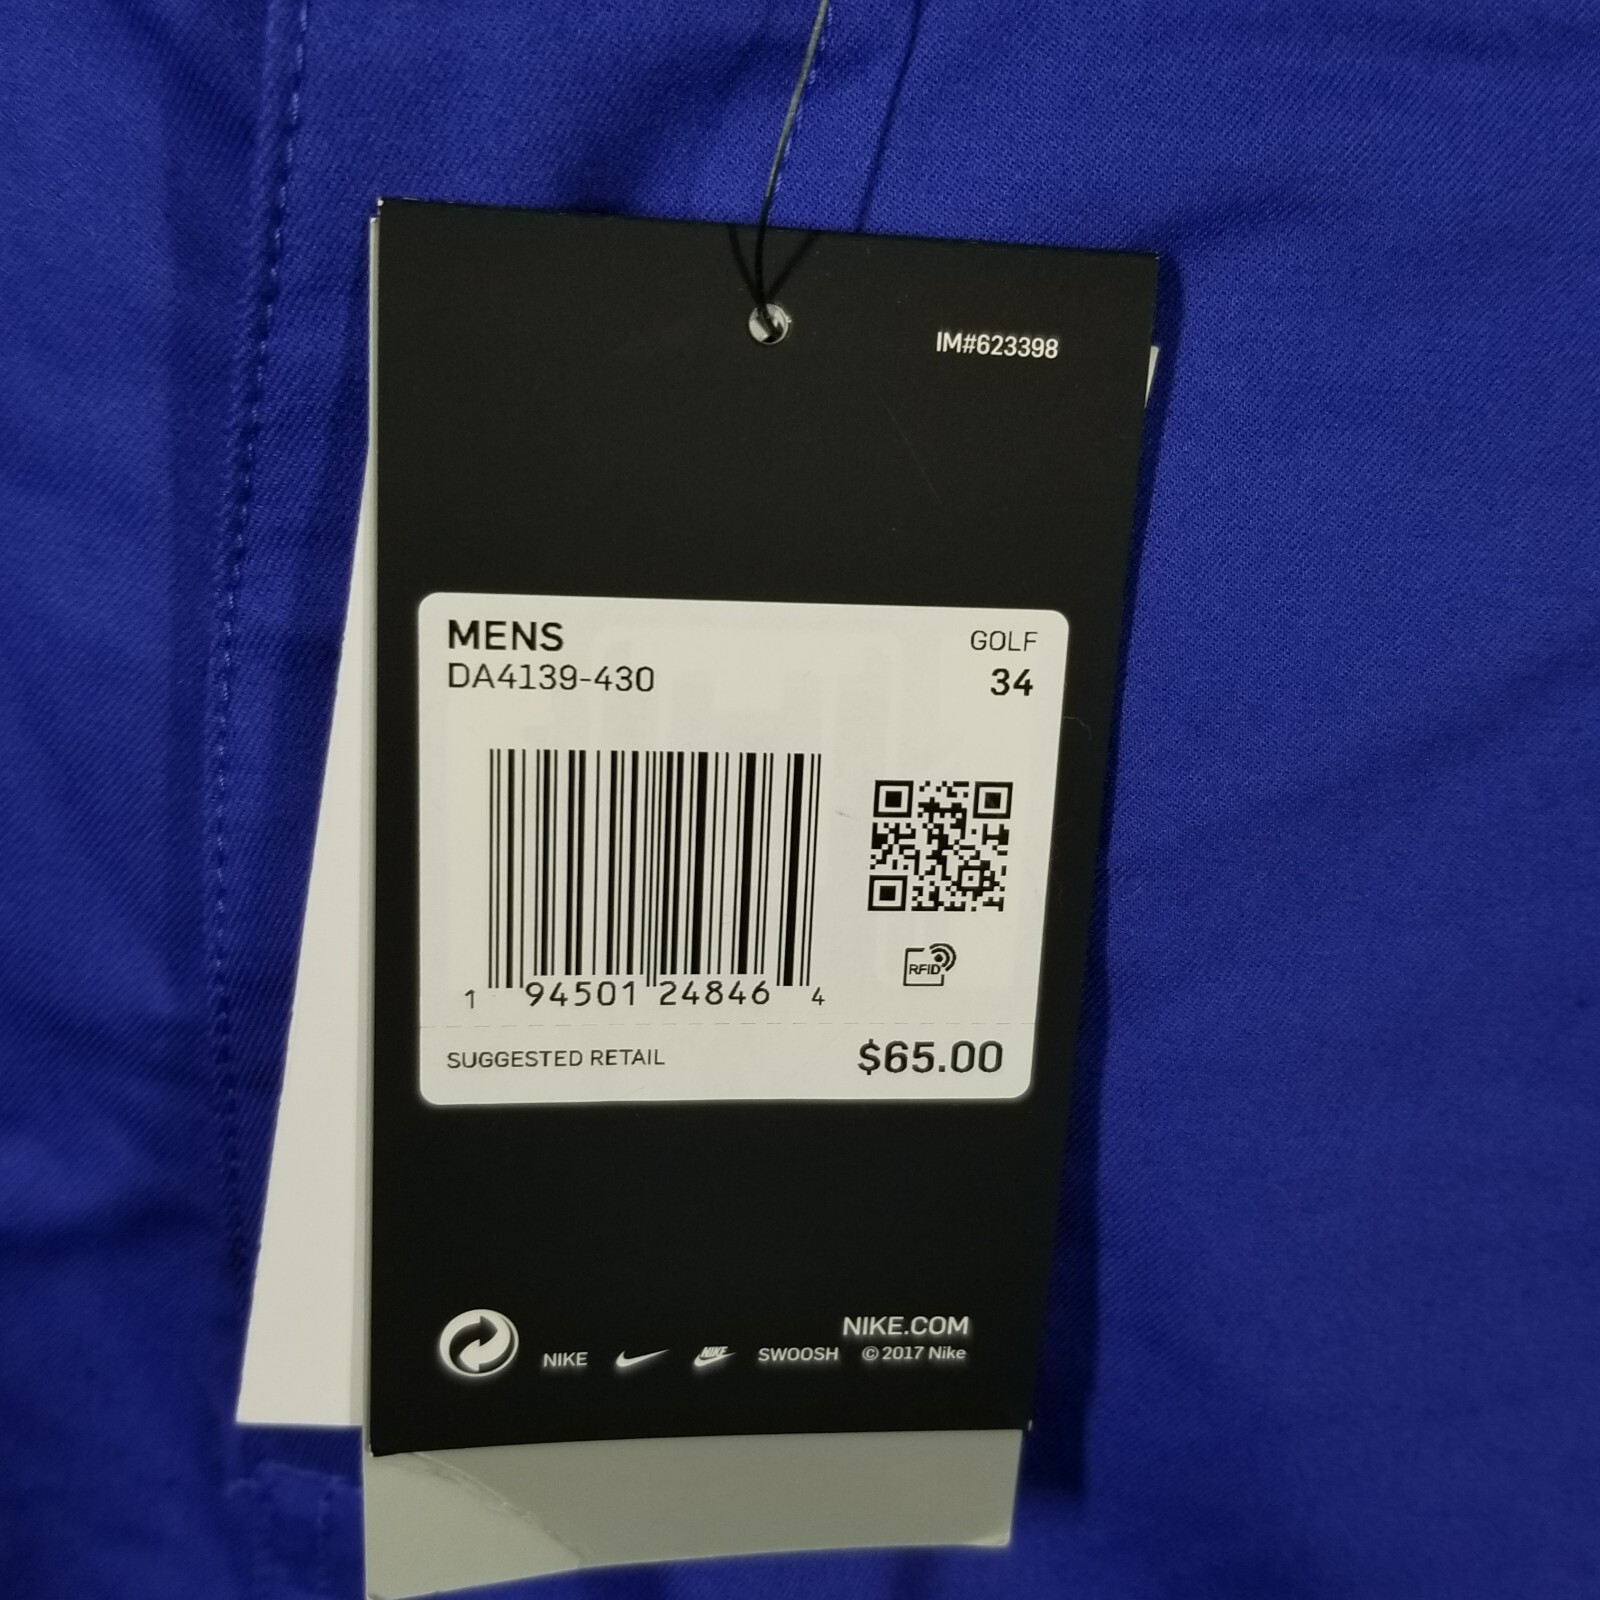 IM#623398
MENS
GOLF
DA4139-430
34
RFID
1 94501 24846 4
SUGGESTED RETAIL
$65.00
NIKE.COM
NIKE NIKE SWOOSH © 2017 Nike